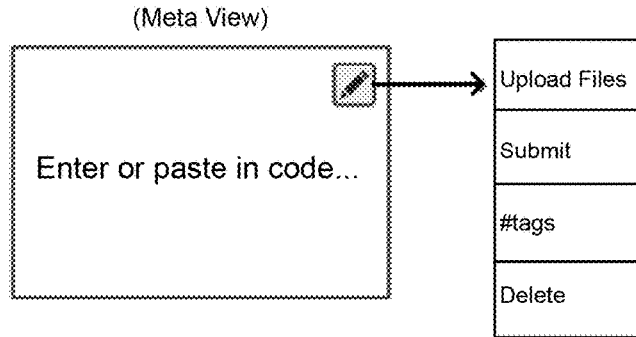 (Meta View)
Enter or paste in code...
Upload Files
Submit
#tags
Delete